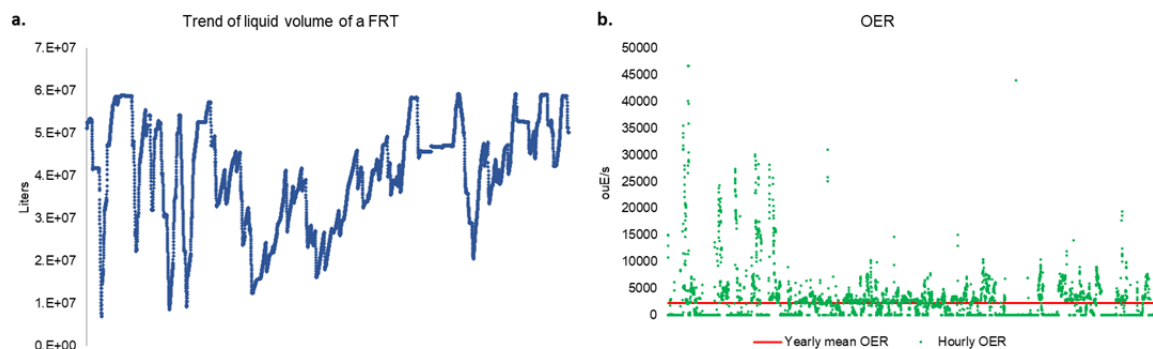 a.
Trend of liquid volume of a FRT
7.E+07
6.E+07
5.E+07
4.E+07
3.E+07
2.E+07
1.E+07
0.E+00
Liters
b.
OER
50000
45000
40000
35000
30000
25000
20000
15000
10000
5000
0
ouE/s
Yearly mean OER
Hourly OER